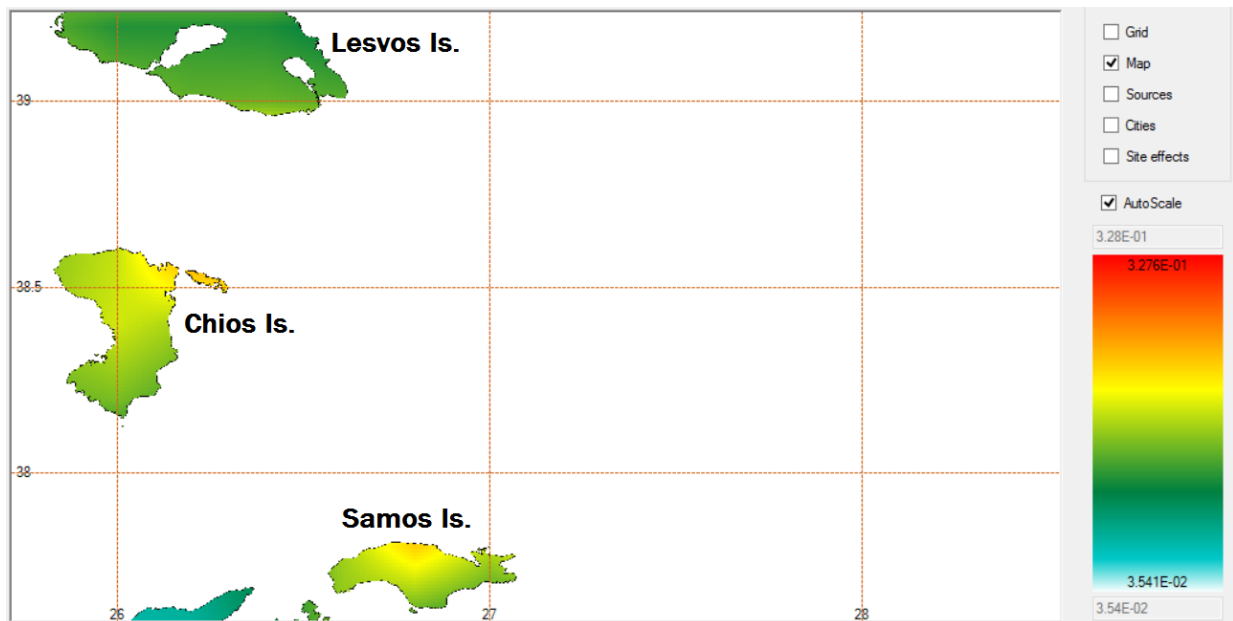 Lesvos Is.
39
38.5
Chios Is.
38
Samos Is.
26
27
28
Grid
Map
Sources
Cities
Site effects
AutoScale
3.28E-01
3.276E-01
3.541E-02
3.54E-02